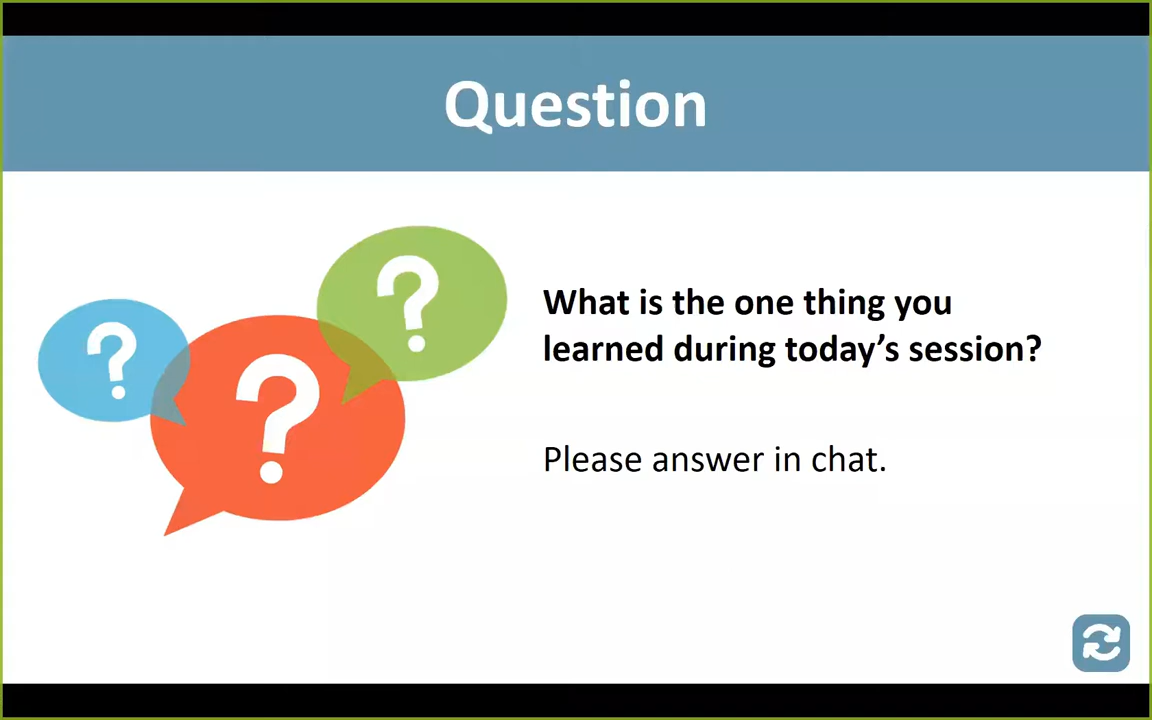 Question
?
?
?
What is the one thing you
learned during today’s session?
Please answer in chat.